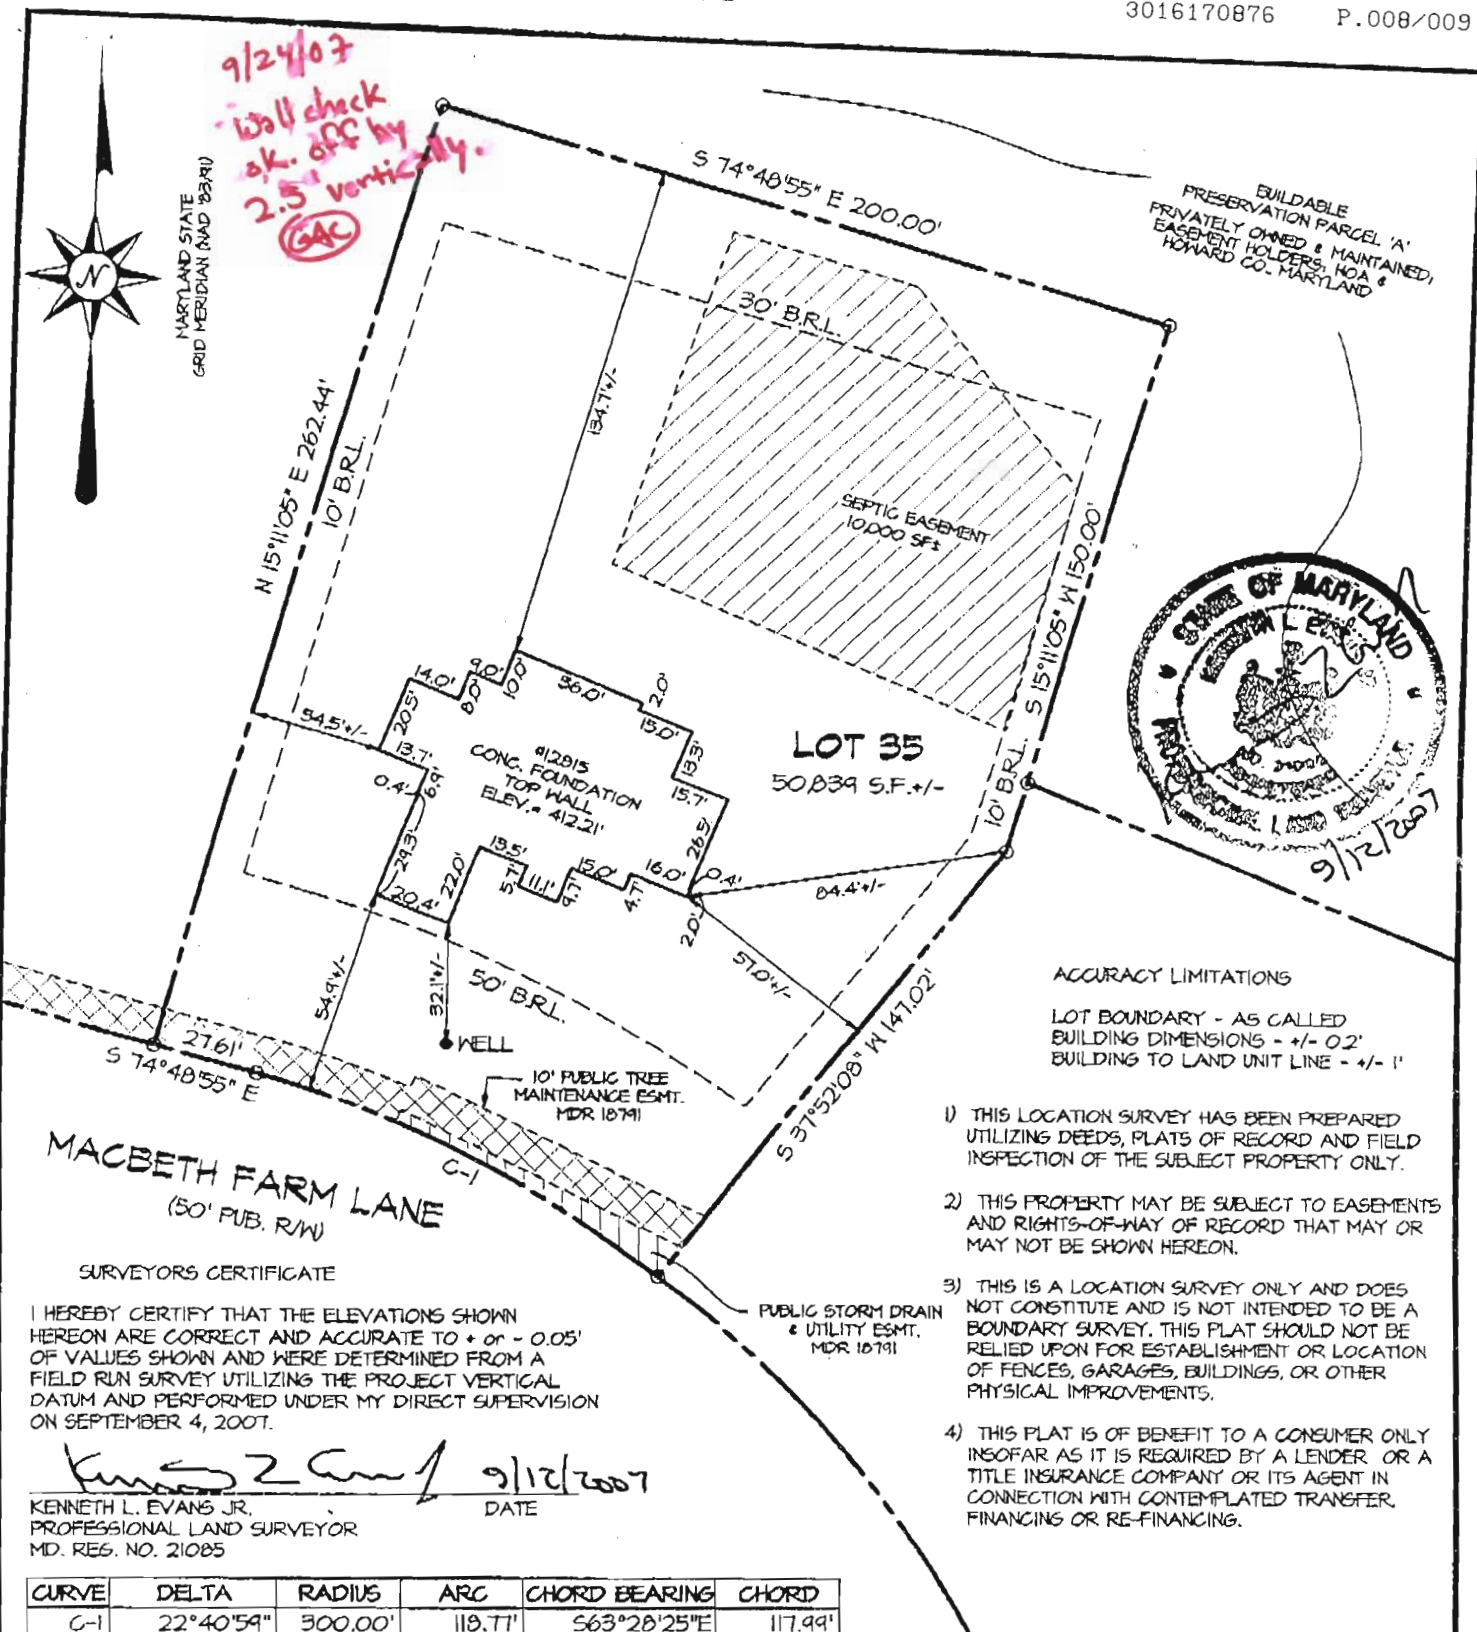 3016170876 P.008/009
9/24/07
Wall check
ok. off by
2.5' vertically.
GAC
MARYLAND STATE
GRID MERIDIAN (NAD '83/91)
N
S 74°48'55" E 200.00'
BUILDABLE
PRESERVATION PARCEL 'A'
PRIVATELY OWNED & MAINTAINED,
EASEMENT HOLDERS, HOA &
HOWARD CO. MARYLAND
30' B.R.L.
134.7'+/-
N 15°11'05" E 262.44'
10' B.R.L.
SEPTIC EASEMENT
10,000 SF±
S 15°11'05" W 150.00'
10' B.R.L.
STATE OF MARYLAND
9/12/2007
LOT 35
50,839 S.F.+/-
14.0'
8.0'
9.0'
10.0'
36.0'
2.0'
15.0'
13.3'
15.7'
26.5'
20.5'
54.5'+/-
13.7'
6.9'
0.4'
29.3'
20.4'
22.0'
13.5'
5.7'
11.1'
9.7'
15.0'
4.7'
16.0'
0.4'
2.0'
#12815
CONC. FOUNDATION
TOP WALL
ELEV.= 412.21'
84.4'+/-
57.0'+/-
54.9'+/-
32.1'+/-
50' B.R.L.
WELL
S 37°52'08" W 147.02'
27.61'
S 74°48'55" E
10' PUBLIC TREE
MAINTENANCE ESMT.
MDR 18791
C-1
MACBETH FARM LANE
(50' PUB. R/W)
PUBLIC STORM DRAIN
& UTILITY ESMT.
MDR 18791
ACCURACY LIMITATIONS
LOT BOUNDARY - AS CALLED
BUILDING DIMENSIONS - +/- 0.2'
BUILDING TO LAND UNIT LINE - +/- 1'
1) THIS LOCATION SURVEY HAS BEEN PREPARED
UTILIZING DEEDS, PLATS OF RECORD AND FIELD
INSPECTION OF THE SUBJECT PROPERTY ONLY.
2) THIS PROPERTY MAY BE SUBJECT TO EASEMENTS
AND RIGHTS-OF-WAY OF RECORD THAT MAY OR
MAY NOT BE SHOWN HEREON.
3) THIS IS A LOCATION SURVEY ONLY AND DOES
NOT CONSTITUTE AND IS NOT INTENDED TO BE A
BOUNDARY SURVEY. THIS PLAT SHOULD NOT BE
RELIED UPON FOR ESTABLISHMENT OR LOCATION
OF FENCES, GARAGES, BUILDINGS, OR OTHER
PHYSICAL IMPROVEMENTS.
4) THIS PLAT IS OF BENEFIT TO A CONSUMER ONLY
INSOFAR AS IT IS REQUIRED BY A LENDER OR A
TITLE INSURANCE COMPANY OR ITS AGENT IN
CONNECTION WITH CONTEMPLATED TRANSFER,
FINANCING OR RE-FINANCING.
SURVEYORS CERTIFICATE
I HEREBY CERTIFY THAT THE ELEVATIONS SHOWN
HEREON ARE CORRECT AND ACCURATE TO + or - 0.05'
OF VALUES SHOWN AND WERE DETERMINED FROM A
FIELD RUN SURVEY UTILIZING THE PROJECT VERTICAL
DATUM AND PERFORMED UNDER MY DIRECT SUPERVISION
ON SEPTEMBER 4, 2007.
9/12/2007
KENNETH L. EVANS JR. DATE
PROFESSIONAL LAND SURVEYOR
MD. REG. NO. 21085
CURVE DELTA RADIUS ARC CHORD BEARING CHORD
C-1 22°40'59" 300.00' 118.77' S63°28'25"E 117.99'